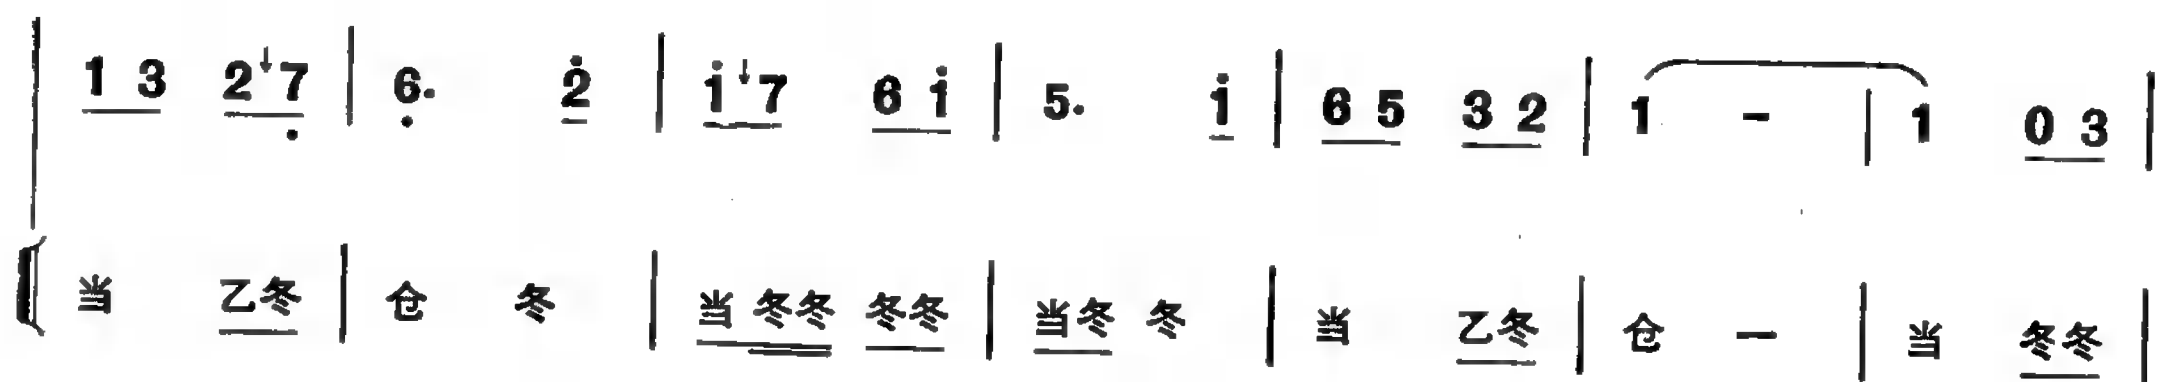 1 3 2↓7̣ | 6̣. 2̇ | 1̇↓7 6 1̇ | 5. 1̇ | 6 5 3 2 | 1 - | 1 0 3 |
当 乙冬 | 仓 冬 | 当 冬冬 冬冬 | 当冬 冬 | 当 乙冬 | 仓 — | 当 冬冬 |